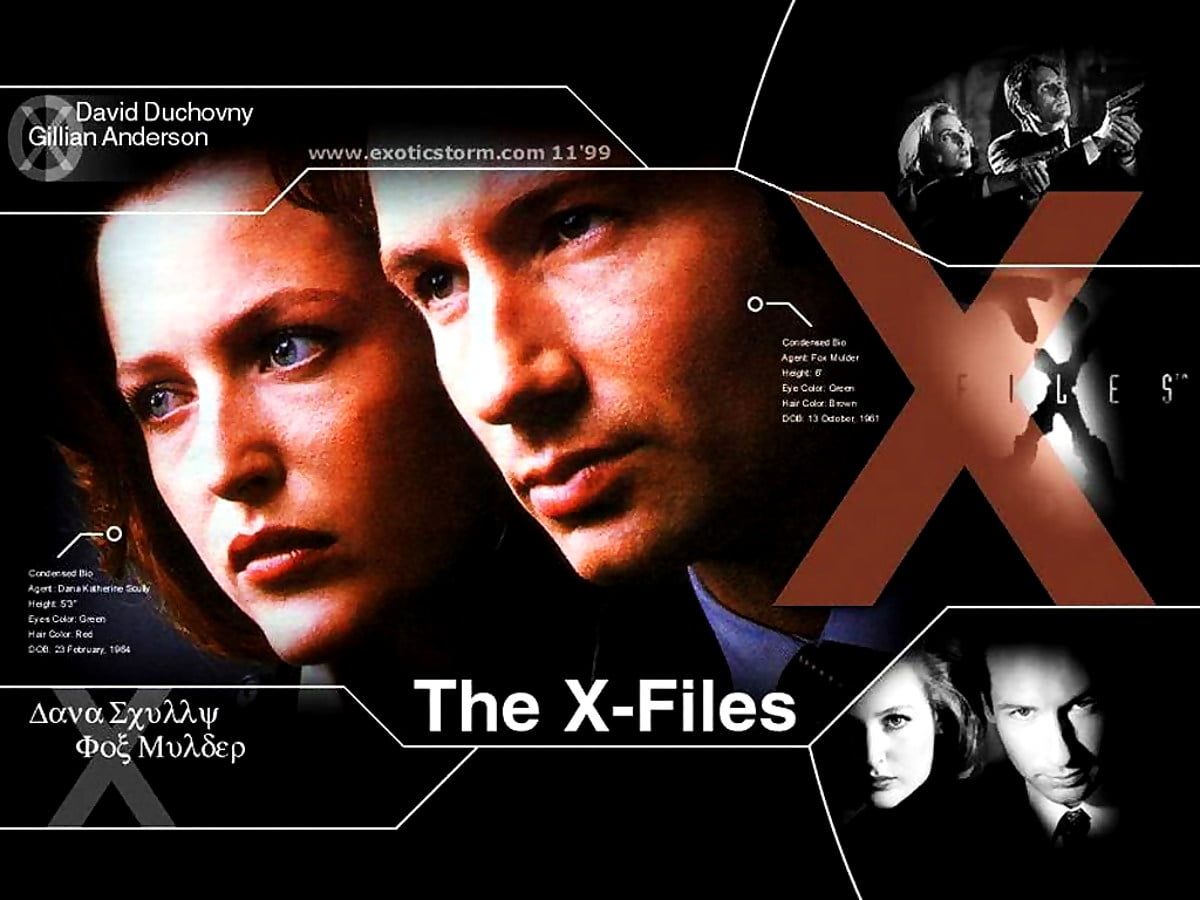 David Duchovny
Gillian Anderson
www.exoticstorm.com 11'99
Condensed Bio
Agent: Fox Mulder
Height: 6'
Eye Color: Green
Hair Color: Brown
DOB: 13 October, 1961
FILES™
Condensed Bio
Agent: Dana Katherine Scully
Height: 5'3"
Eyes Color: Green
Hair Color: Red
DOB: 23 February, 1964
The X-Files
Δανα Σχυλλψ
Φοξ Μυλδερ